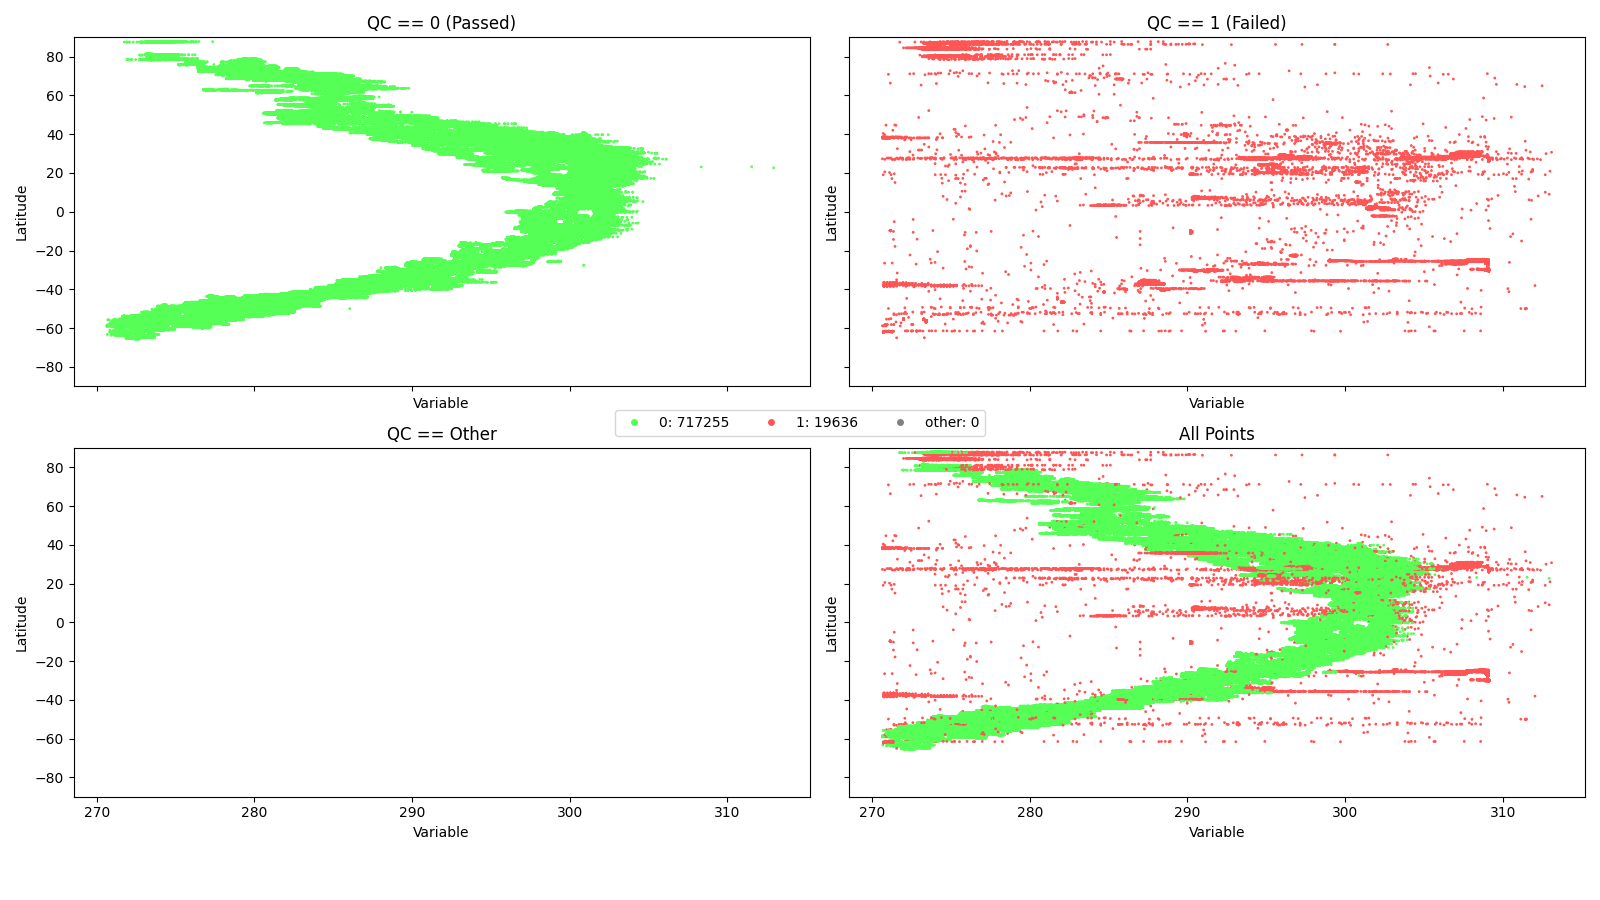 QC == 0 (Passed)
80
60
40
20
0
−20
−40
−60
−80
Latitude
Variable
QC == 1 (Failed)
Latitude
Variable
0: 717255
1: 19636
other: 0
QC == Other
80
60
40
20
0
−20
−40
−60
−80
Latitude
270
280
290
300
310
Variable
All Points
Latitude
270
280
290
300
310
Variable